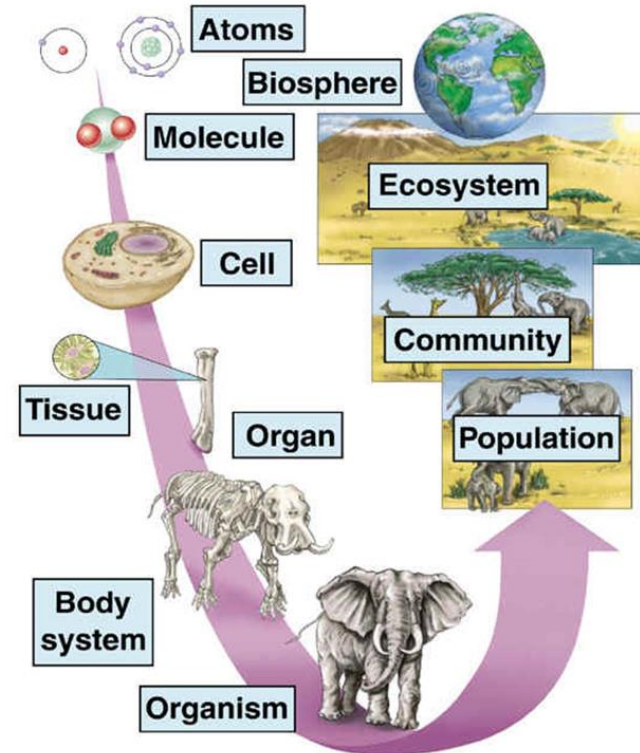 Atoms
Biosphere
Molecule
Ecosystem
Cell
Community
Tissue
Organ
Population
Body
system
Organism